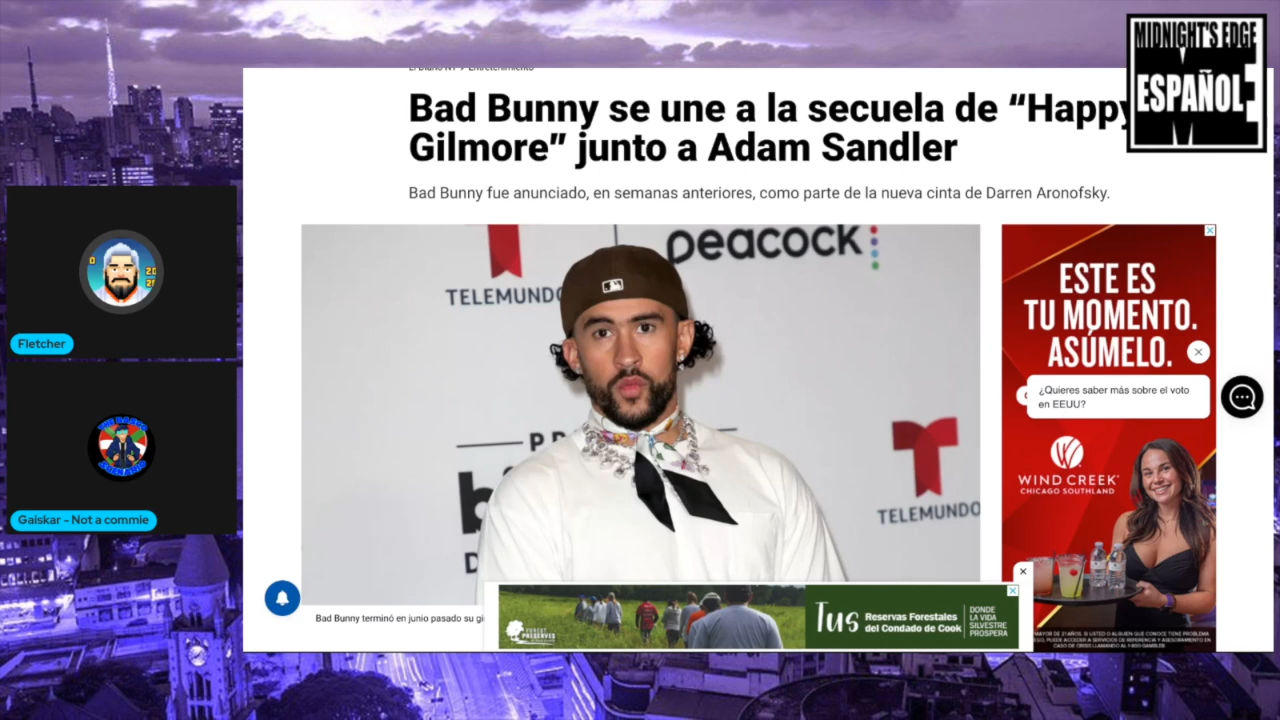 MIDNIGHT'S EDGE
ESPAÑOL
Bad Bunny se une a la secuela de “Happy
Gilmore” junto a Adam Sandler
Bad Bunny fue anunciado, en semanas anteriores, como parte de la nueva cinta de Darren Aronofsky.
peacock
TELEMUNDO
TELEMUNDO
Fletcher
Gaiskar - Not a commie
ESTE ES
TU MOMENTO.
ASÚMELO.
¿Quieres saber más sobre el voto
en EEUU?
WIND CREEK
CHICAGO SOUTHLAND
Bad Bunny terminó en junio pasado su gi
FOREST
PRESERVES
Tus
Reservas Forestales
del Condado de Cook
DONDE
LA VIDA
SILVESTRE
PROSPERA